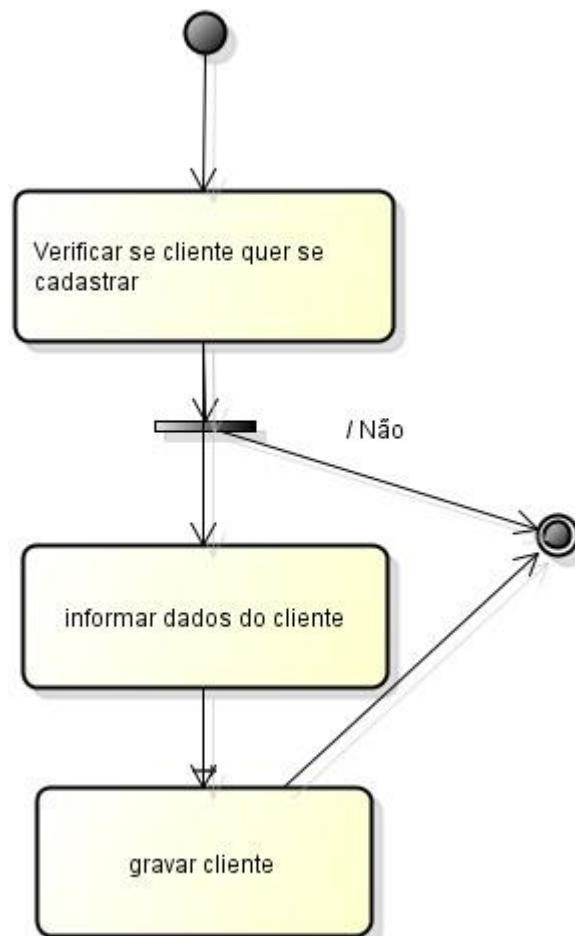 Verificar se cliente quer se
cadastrar
/ Não
informar dados do cliente
gravar cliente